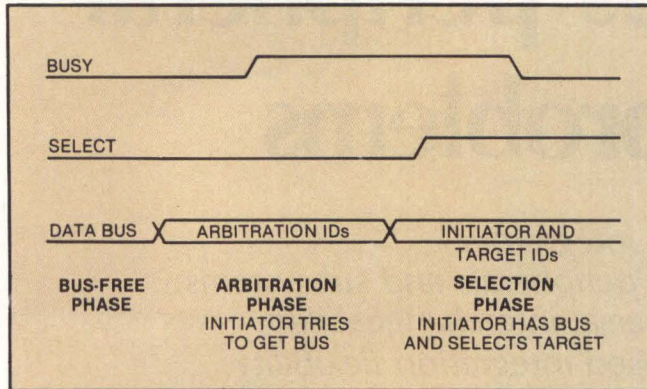 BUSY
SELECT
DATA BUS
ARBITRATION IDs
INITIATOR AND
TARGET IDs
BUS-FREE
PHASE
ARBITRATION
PHASE
INITIATOR TRIES
TO GET BUS
SELECTION
PHASE
INITIATOR HAS BUS
AND SELECTS TARGET